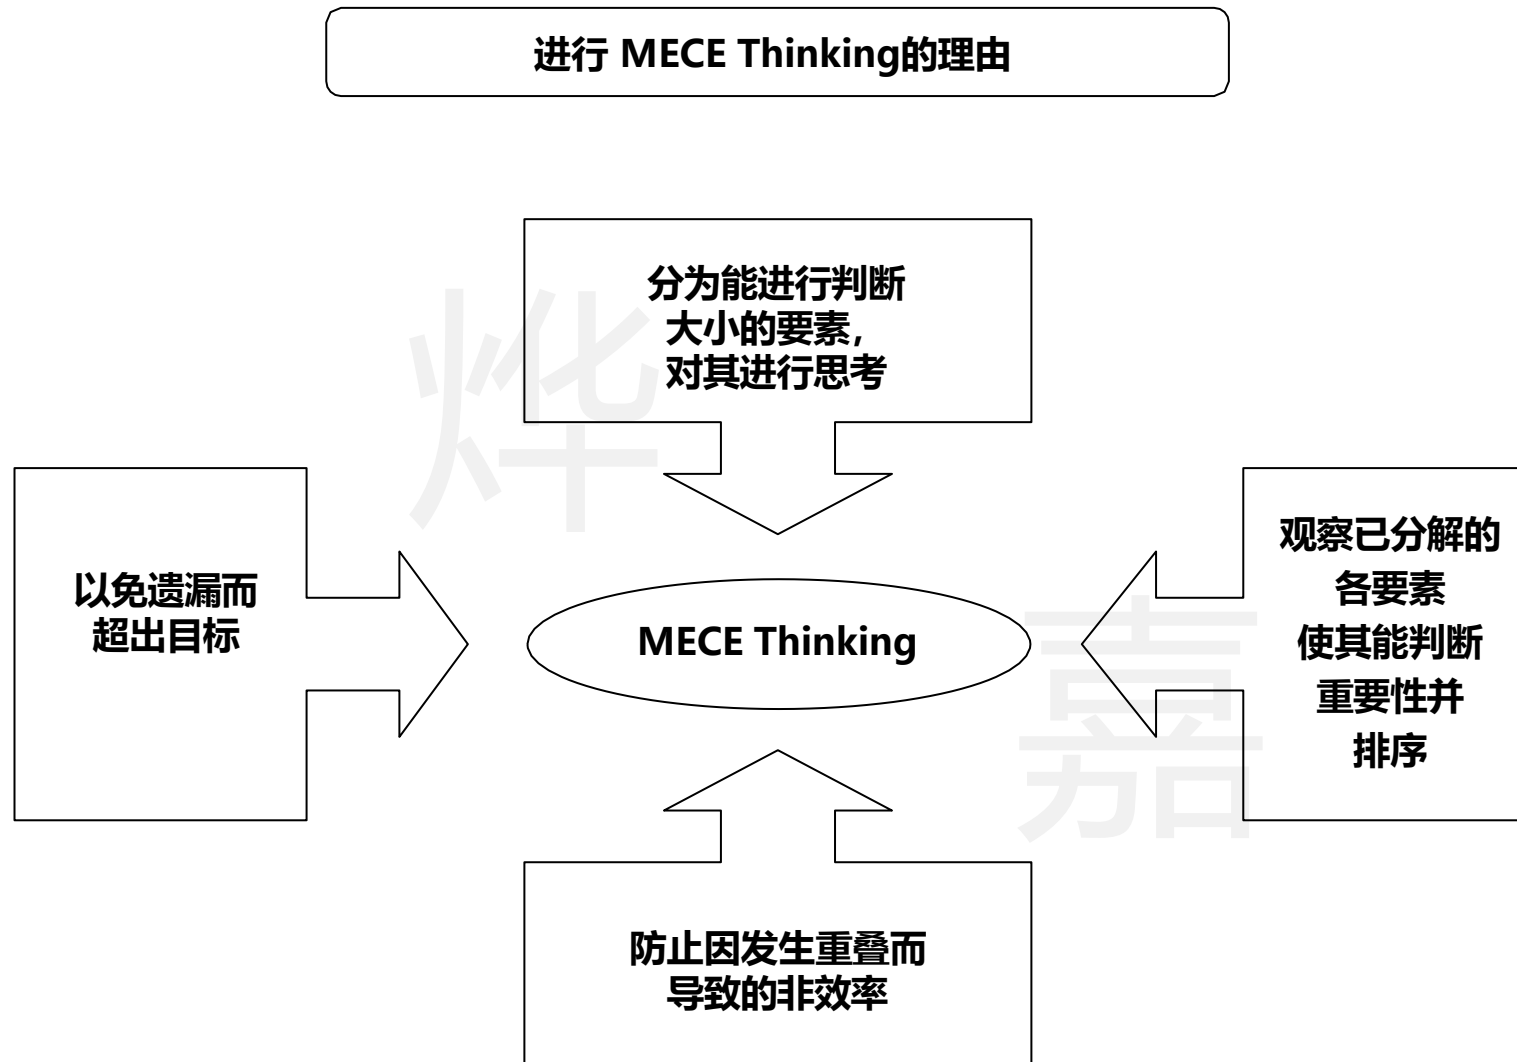 进行 MECE Thinking的理由
分为能进行判断
大小的要素，
对其进行思考
以免遗漏而
超出目标
MECE Thinking
观察已分解的
各要素
使其能判断
重要性并
排序
防止因发生重叠而
导致的非效率
烨
嘉